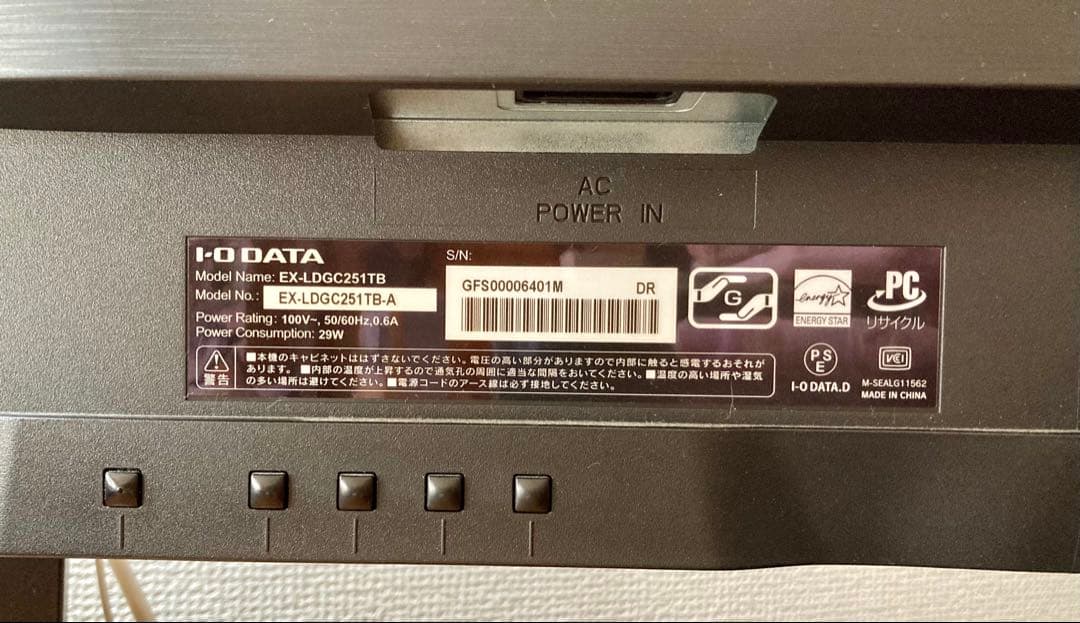 AC
POWER IN
I-O DATA
Model Name: EX-LDGC251TB
Model No.: EX-LDGC251TB-A
Power Rating: 100V~, 50/60Hz,0.6A
Power Consumption: 29W
S/N:
GFS00006401M DR
G
energy
ENERGY STAR
PC
リサイクル
警告
■本機のキャビネットははずさないでください。電圧の高い部分がありますので内部に触ると感電するおそれが
あります。■内部の温度が上昇するので通気孔の周囲に適当な間隔をおいてください。■温度の高い場所や湿気
の多い場所は避けてください。■電源コードのアース線は必ず接地してください。
PS
E
I-O DATA.D
VCCI
M-SEALG11562
MADE IN CHINA